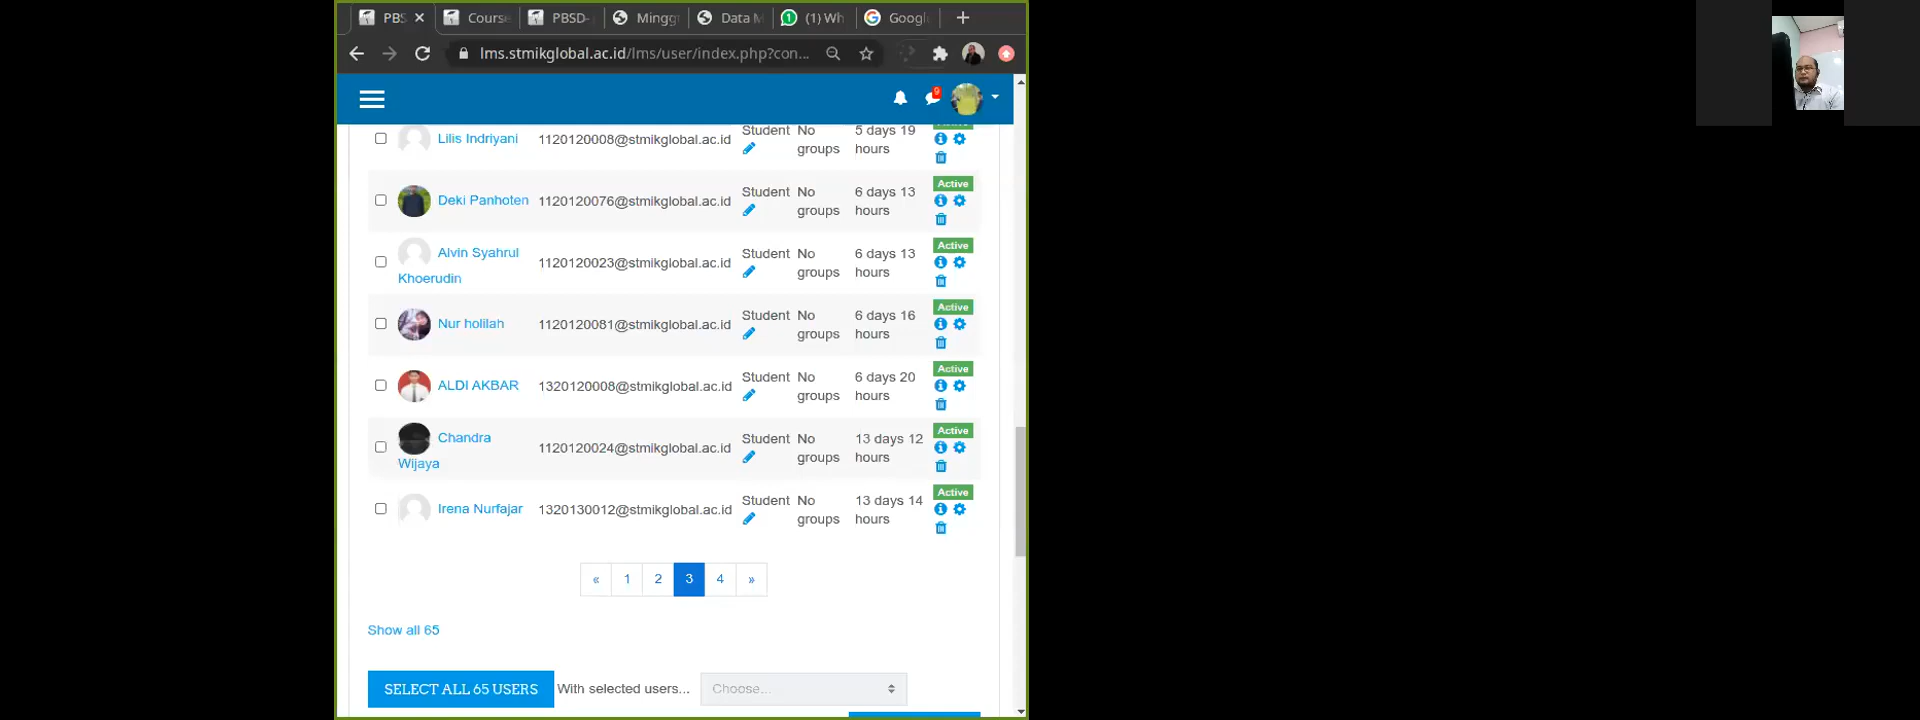 PBS
Course
PBSD-
Mingg
Data M
(1) Wh
Googl
lms.stmikglobal.ac.id/lms/user/index.php?con...
9
Lilis Indriyani 1120120008@stmikglobal.ac.id Student No groups 5 days 19 hours
Deki Panhoten 1120120076@stmikglobal.ac.id Student No groups 6 days 13 hours Active
Alvin Syahrul Khoerudin 1120120023@stmikglobal.ac.id Student No groups 6 days 13 hours Active
Nur holilah 1120120081@stmikglobal.ac.id Student No groups 6 days 16 hours Active
ALDI AKBAR 1320120008@stmikglobal.ac.id Student No groups 6 days 20 hours Active
Chandra Wijaya 1120120024@stmikglobal.ac.id Student No groups 13 days 12 hours Active
Irena Nurfajar 1320130012@stmikglobal.ac.id Student No groups 13 days 14 hours Active
« 1 2 3 4 »
Show all 65
SELECT ALL 65 USERS With selected users... Choose...